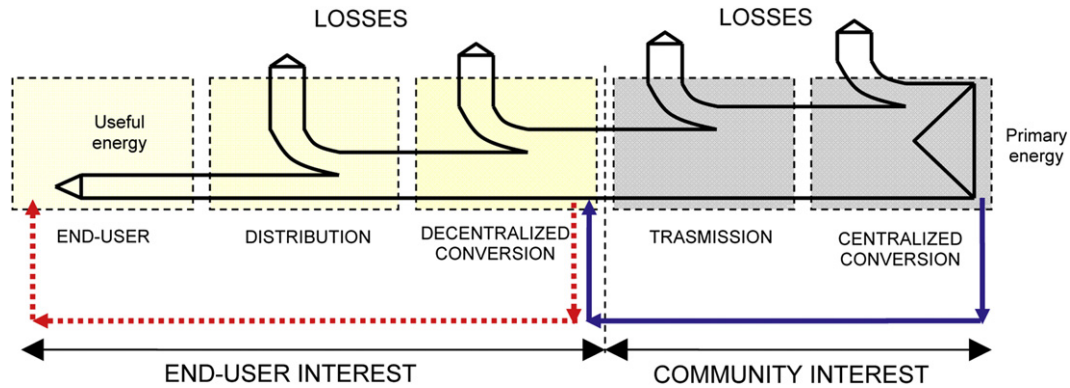 LOSSES
LOSSES
Useful
energy
Primary
energy
END-USER
DISTRIBUTION
DECENTRALIZED
CONVERSION
TRASMISSION
CENTRALIZED
CONVERSION
END-USER INTEREST
COMMUNITY INTEREST